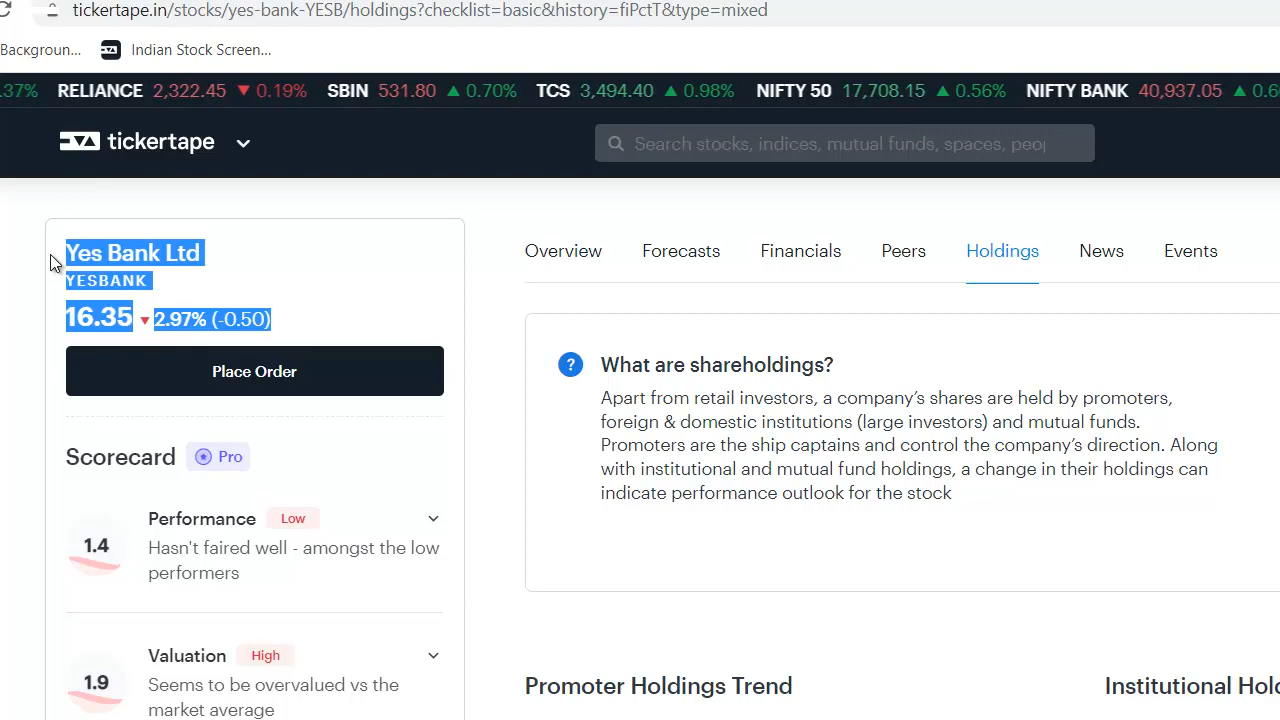 tickertape.in/stocks/yes-bank-YESB/holdings?checklist=basic&history=fiPctT&type=mixed
Backgroun... Indian Stock Screen...
.37% RELIANCE 2,322.45 ▼ 0.19% SBIN 531.80 ▲ 0.70% TCS 3,494.40 ▲ 0.98% NIFTY 50 17,708.15 ▲ 0.56% NIFTY BANK 40,937.05 ▲ 0.6
tickertape
Search stocks, indices, mutual funds, spaces, peop
Yes Bank Ltd
YESBANK
16.35 ▼ 2.97% (-0.50)
Place Order
Scorecard Pro
Performance Low
1.4
Hasn't faired well - amongst the low
performers
Valuation High
1.9
Seems to be overvalued vs the
market average
Overview Forecasts Financials Peers Holdings News Events
? What are shareholdings?
Apart from retail investors, a company's shares are held by promoters,
foreign & domestic institutions (large investors) and mutual funds.
Promoters are the ship captains and control the company's direction. Along
with institutional and mutual fund holdings, a change in their holdings can
indicate performance outlook for the stock
Promoter Holdings Trend
Institutional Hold